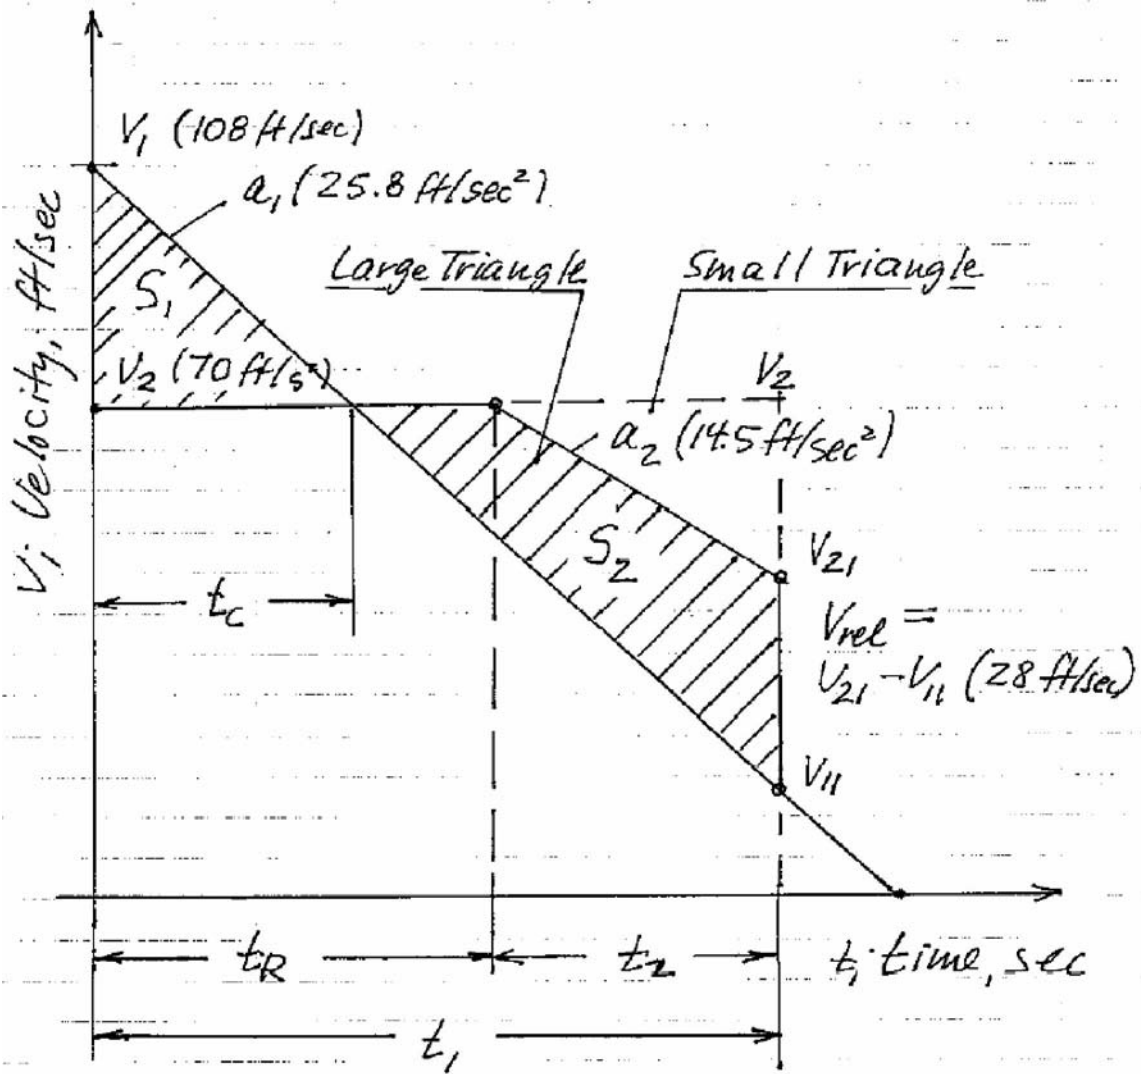 V₁ (108 ft/sec)
a₁ (25.8 ft/sec²)
Large Triangle
Small Triangle
S₁
V₂ (70 ft/s)
V₂
a₂ (14.5 ft/sec²)
V; Velocity, ft/sec
S₂
V₂₁
t_c
V_rel =
V₂₁ - V₁₁ (28 ft/sec)
V₁₁
t_R
t₂
t; time, sec
t₁